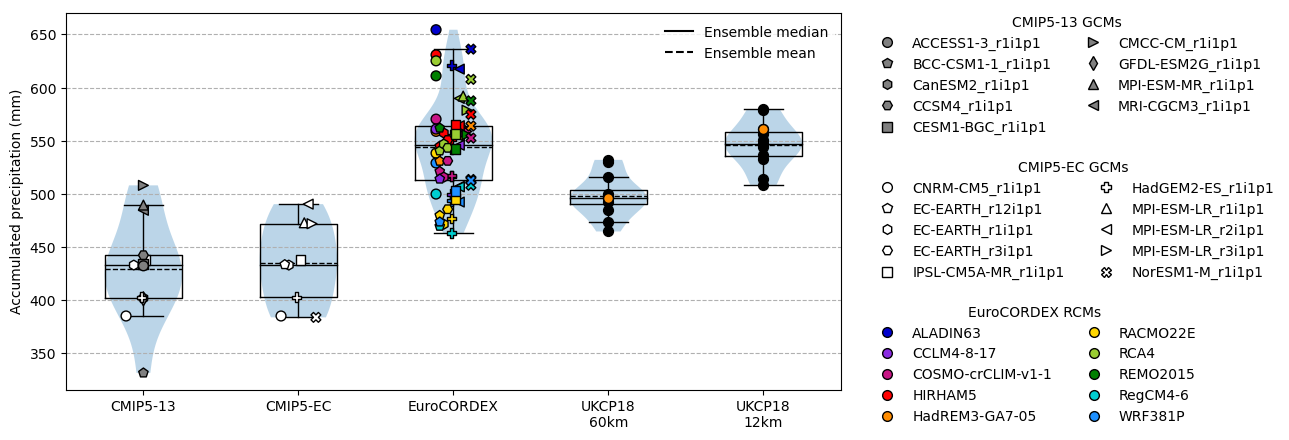 Accumulated precipitation (mm)
650
600
550
500
450
400
350
Ensemble median
Ensemble mean
CMIP5-13
CMIP5-EC
EuroCORDEX
UKCP18
60km
UKCP18
12km
CMIP5-13 GCMs
ACCESS1-3_r1i1p1
BCC-CSM1-1_r1i1p1
CanESM2_r1i1p1
CCSM4_r1i1p1
CESM1-BGC_r1i1p1
CMCC-CM_r1i1p1
GFDL-ESM2G_r1i1p1
MPI-ESM-MR_r1i1p1
MRI-CGCM3_r1i1p1
CMIP5-EC GCMs
CNRM-CM5_r1i1p1
EC-EARTH_r12i1p1
EC-EARTH_r1i1p1
EC-EARTH_r3i1p1
IPSL-CM5A-MR_r1i1p1
HadGEM2-ES_r1i1p1
MPI-ESM-LR_r1i1p1
MPI-ESM-LR_r2i1p1
MPI-ESM-LR_r3i1p1
NorESM1-M_r1i1p1
EuroCORDEX RCMs
ALADIN63
CCLM4-8-17
COSMO-crCLIM-v1-1
HIRHAM5
HadREM3-GA7-05
RACMO22E
RCA4
REMO2015
RegCM4-6
WRF381P